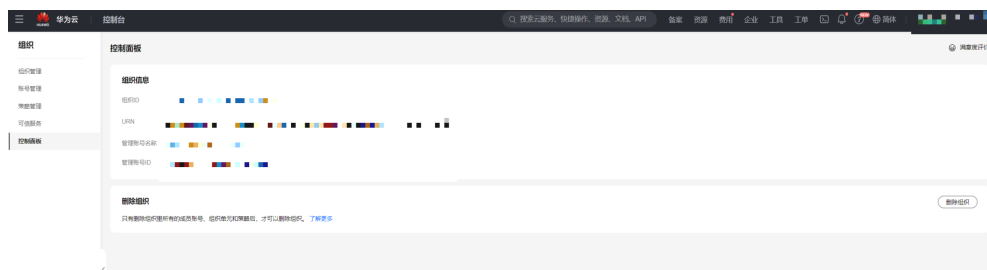 HUAWEI 华为云 控制台 搜索云服务、快捷操作、资源、文档、API 备案 资源 费用 企业 工具 工单 简体
组织
控制面板
满意度评价
组织管理
账号管理
策略管理
可信服务
控制面板
组织信息
组织ID
URN
管理账号名称
管理账号ID
删除组织
只有删除组织里所有的成员账号、组织单元和策略后，才可以删除组织。 了解更多
删除组织